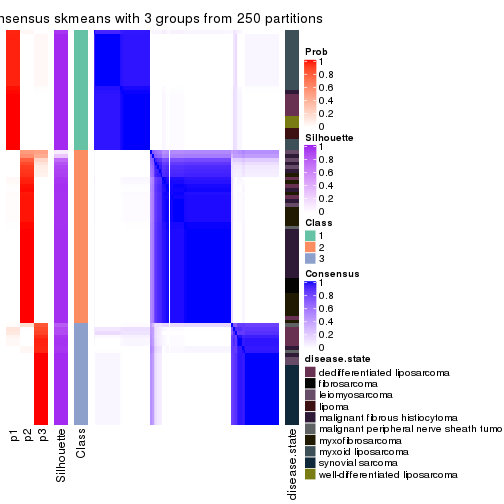 nsensus skmeans with 3 groups from 250 partitions
Prob
1
0.8
0.6
0.4
0.2
0
Silhouette
1
0.8
0.6
0.4
0.2
0
Class
1
2
3
Consensus
1
0.8
0.6
0.4
0.2
0
disease.state
dedifferentiated liposarcoma
fibrosarcoma
leiomyosarcoma
lipoma
malignant fibrous histiocytoma
malignant peripheral nerve sheath tumo
myxofibrosarcoma
myxoid liposarcoma
synovial sarcoma
well-differentiated liposarcoma
p1
p2
p3
Silhouette
Class
disease.state